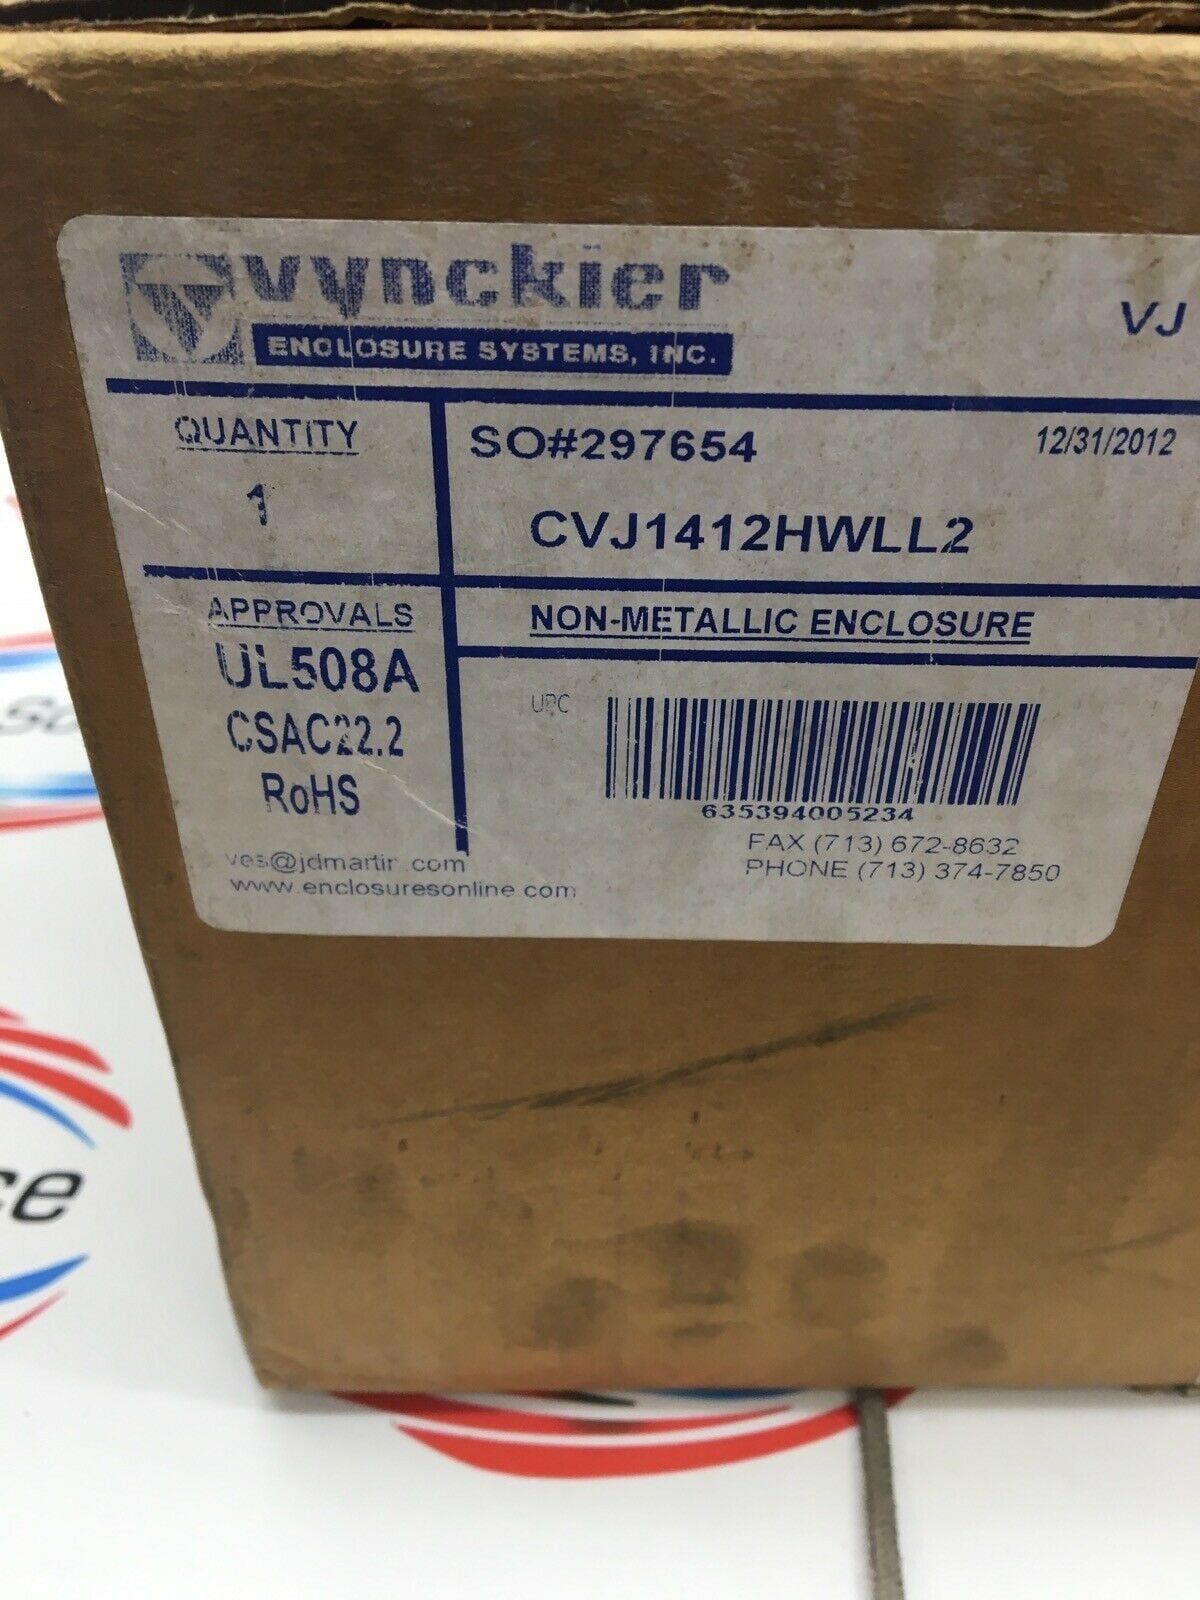 vynckier
ENCLOSURE SYSTEMS, INC.
VJ
QUANTITY
1
SO#297654
12/31/2012
CVJ1412HWLL2
APPROVALS
UL508A
CSAC22.2
RoHS
NON-METALLIC ENCLOSURE
UPC
635394005234
FAX (713) 672-8632
PHONE (713) 374-7850
ves@jdmartin.com
www.enclosuresonline.com